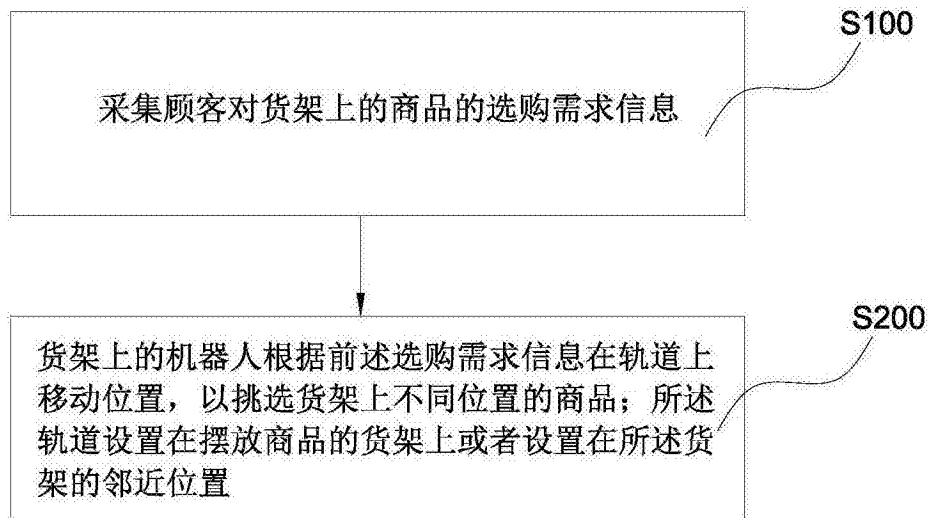 S100
采集顾客对货架上的商品的选购需求信息
S200
货架上的机器人根据前述选购需求信息在轨道上
移动位置，以挑选货架上不同位置的商品；所述
轨道设置在摆放商品的货架上或者设置在所述货
架的邻近位置